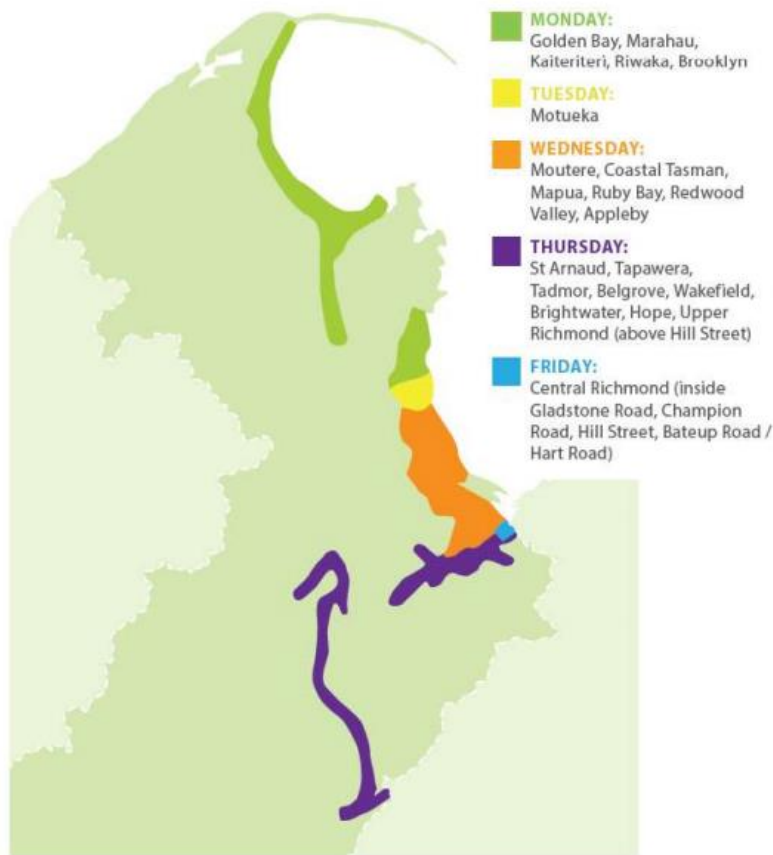 MONDAY:
Golden Bay, Marahau,
Kaiteriteri, Riwaka, Brooklyn
TUESDAY:
Motueka
WEDNESDAY:
Moutere, Coastal Tasman,
Mapua, Ruby Bay, Redwood
Valley, Appleby
THURSDAY:
St Arnaud, Tapawera,
Tadmor, Belgrove, Wakefield,
Brightwater, Hope, Upper
Richmond (above Hill Street)
FRIDAY:
Central Richmond (inside
Gladstone Road, Champion
Road, Hill Street, Bateup Road /
Hart Road)